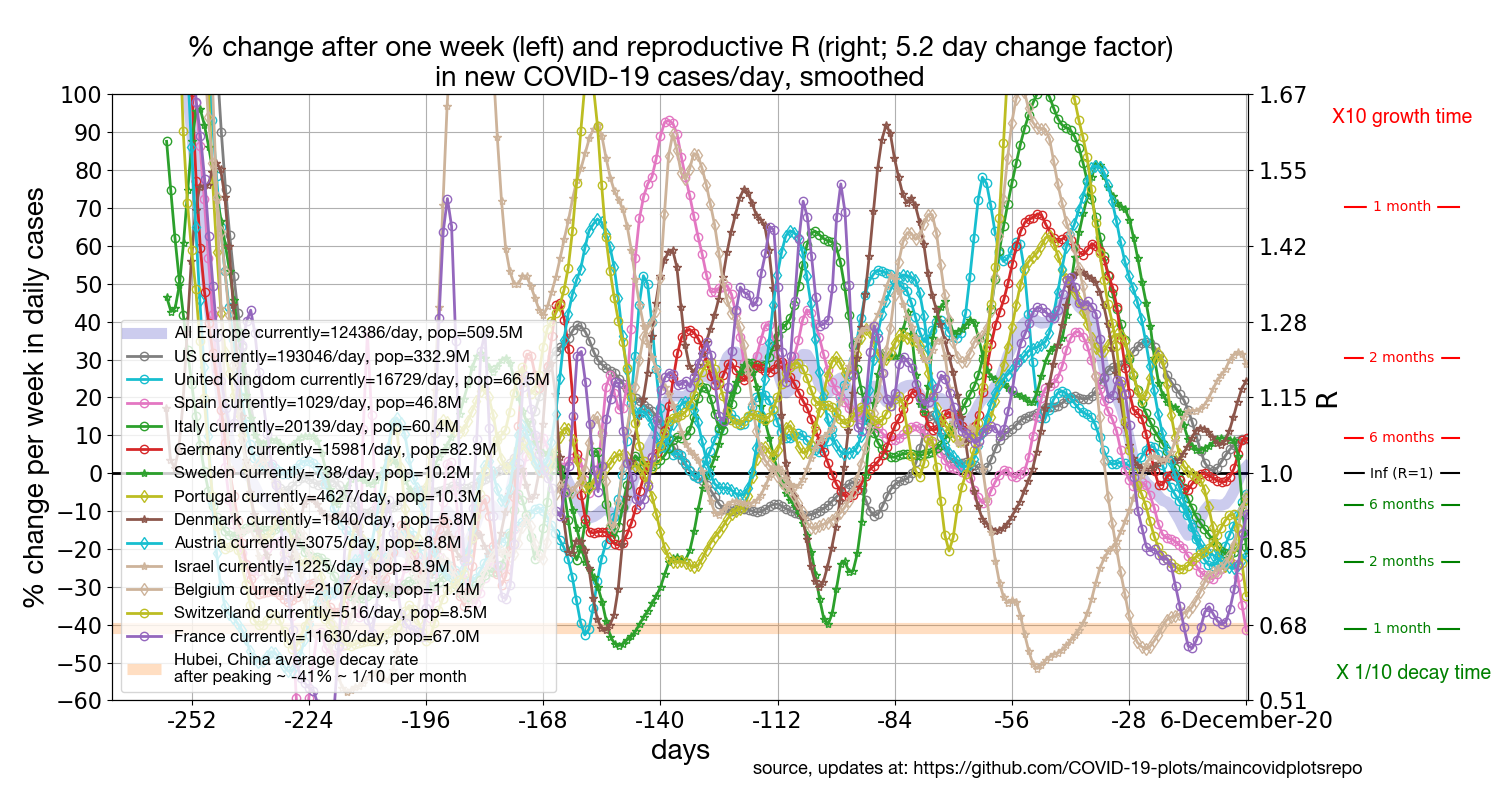 % change after one week (left) and reproductive R (right; 5.2 day change factor)
in new COVID-19 cases/day, smoothed
% change per week in daily cases
100
90
80
70
60
50
40
30
20
10
0
−10
−20
−30
−40
−50
−60
All Europe currently=124386/day, pop=509.5M
US currently=193046/day, pop=332.9M
United Kingdom currently=16729/day, pop=66.5M
Spain currently=1029/day, pop=46.8M
Italy currently=20139/day, pop=60.4M
Germany currently=15981/day, pop=82.9M
Sweden currently=738/day, pop=10.2M
Portugal currently=4627/day, pop=10.3M
Denmark currently=1840/day, pop=5.8M
Austria currently=3075/day, pop=8.8M
Israel currently=1225/day, pop=8.9M
Belgium currently=2107/day, pop=11.4M
Switzerland currently=516/day, pop=8.5M
France currently=11630/day, pop=67.0M
Hubei, China average decay rate
after peaking ~ -41% ~ 1/10 per month
1.67
1.55
1.42
1.28
1.15
1.0
0.85
0.68
0.51
R
X10 growth time
1 month
2 months
6 months
Inf (R=1)
6 months
2 months
1 month
X 1/10 decay time
-252 -224 -196 -168 -140 -112 -84 -56 -28 6-December-20
days
source, updates at: https://github.com/COVID-19-plots/maincovidplotsrepo